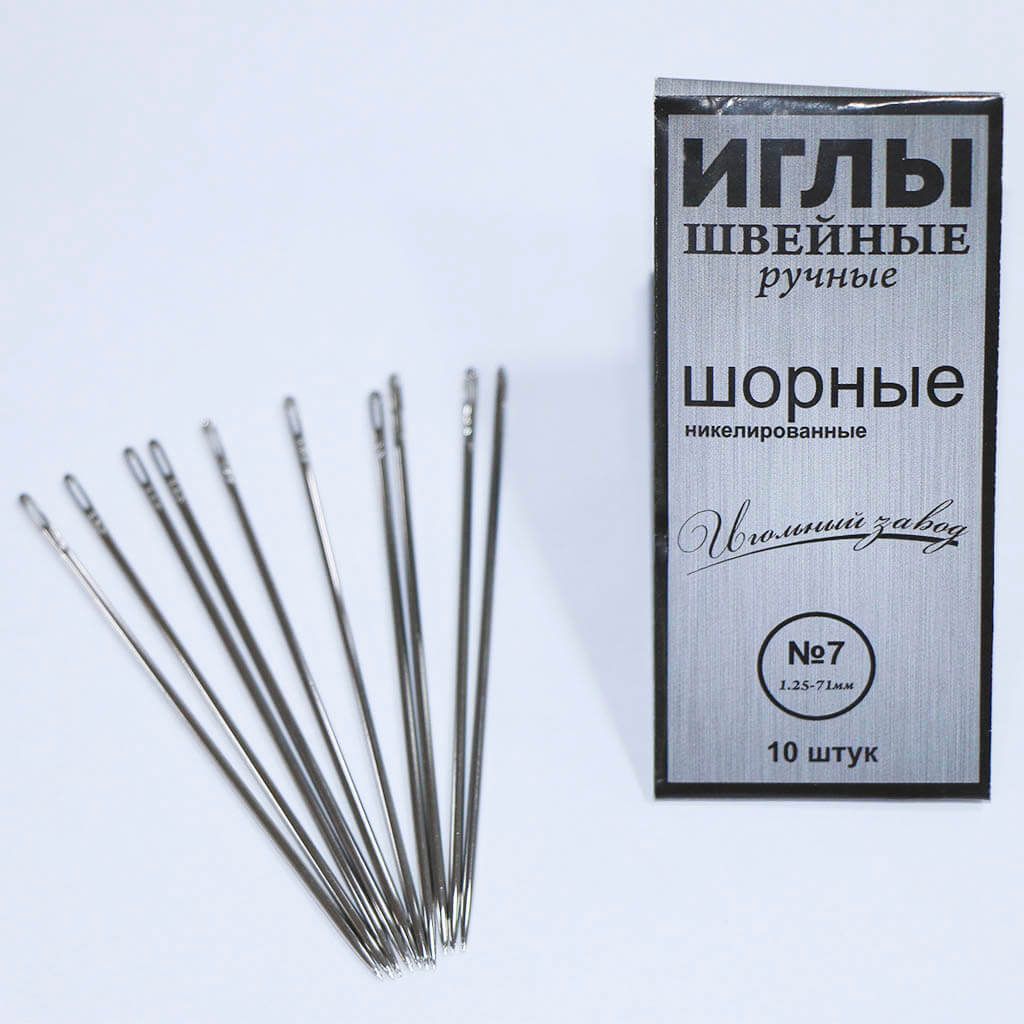 ИГЛЫ
ШВЕЙНЫЕ
ручные
шорные
никелированные
Игольный завод
№7
1.25-71мм
10 штук